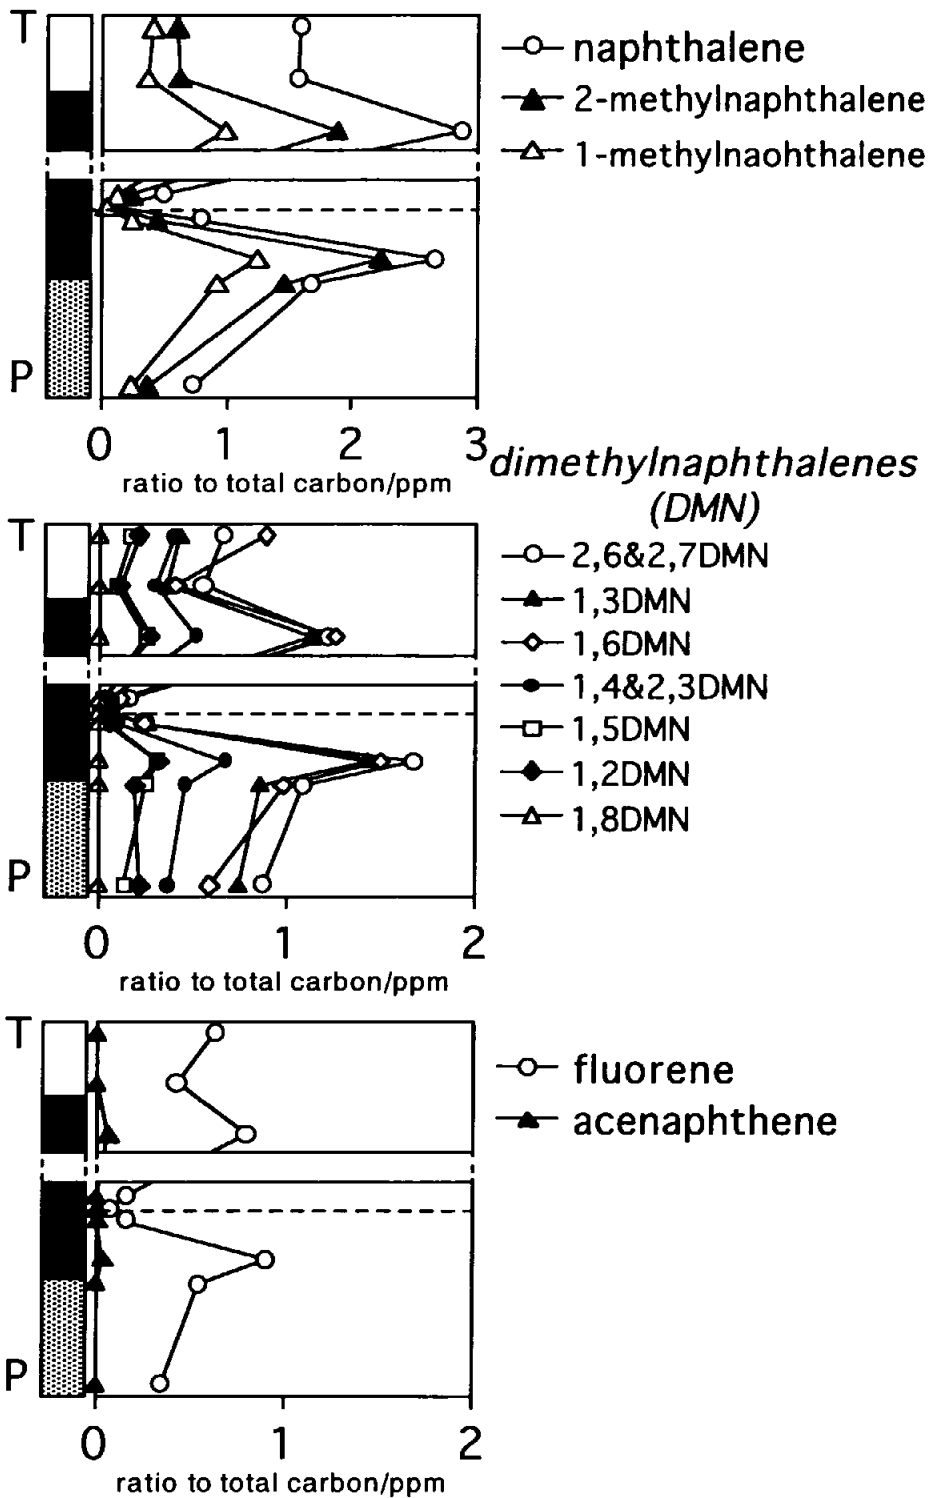 T
naphthalene
2-methylnaphthalene
1-methylnaohthalene
P
0 1 2 3
ratio to total carbon/ppm
dimethylnaphthalenes
(DMN)
T
2,6&2,7DMN
1,3DMN
1,6DMN
1,4&2,3DMN
1,5DMN
1,2DMN
1,8DMN
P
0 1 2
ratio to total carbon/ppm
T
fluorene
acenaphthene
P
0 1 2
ratio to total carbon/ppm